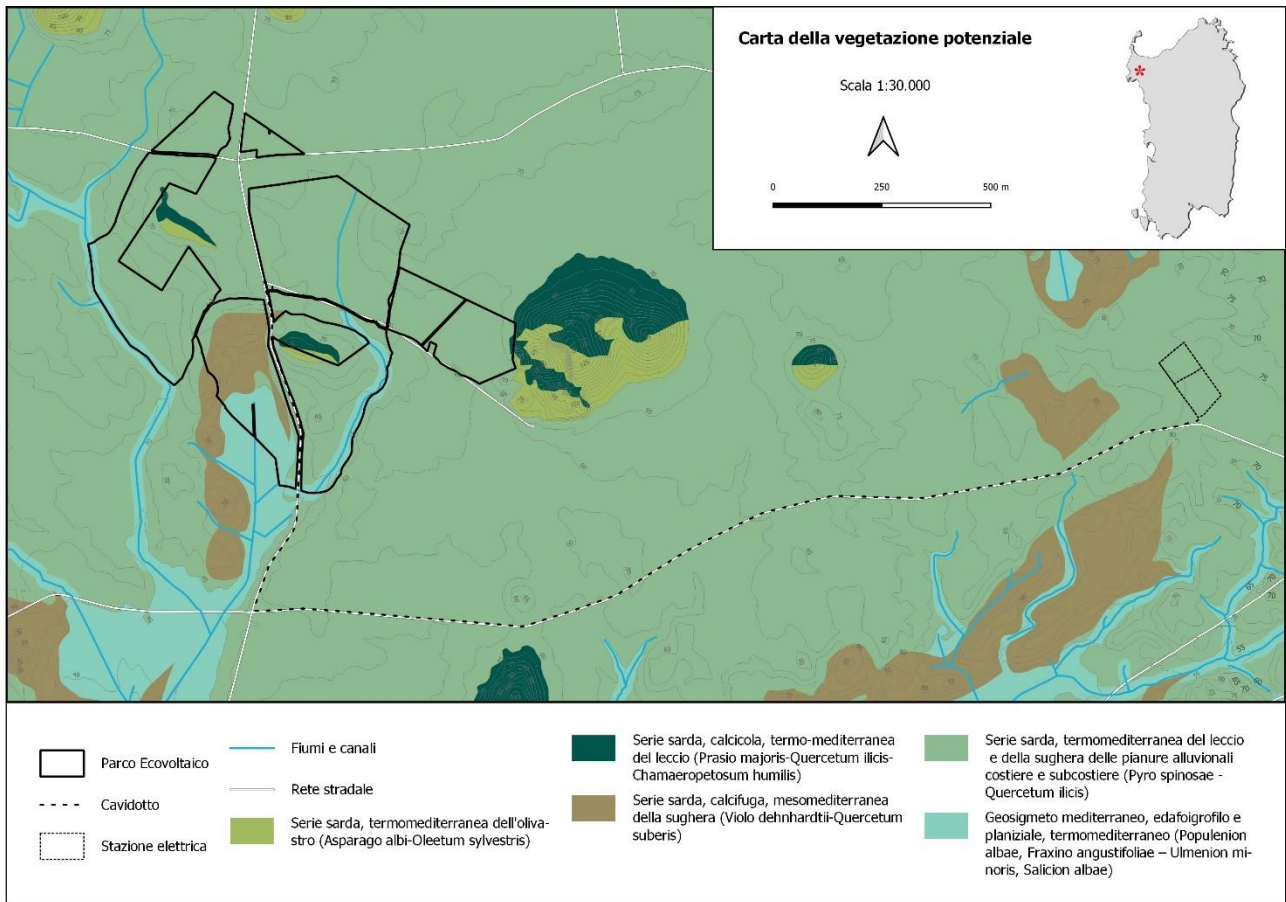 Carta della vegetazione potenziale
Scala 1:30.000
0 250 500 m
Parco Ecovoltaico
Cavidotto
Stazione elettrica
Fiumi e canali
Rete stradale
Serie sarda, termomediterranea dell'oliva-
stro (Asparago albi-Oleetum sylvestris)
Serie sarda, calcicola, termo-mediterranea
del leccio (Prasio majoris-Quercetum ilicis-
Chamaeropetosum humilis)
Serie sarda, calcifuga, mesomediterranea
della sughera (Violo dehnhardtii-Quercetum
suberis)
Serie sarda, termomediterranea del leccio
e della sughera delle pianure alluvionali
costiere e subcostiere (Pyro spinosae -
Quercetum ilicis)
Geosigmeto mediterraneo, edafoigrofilo e
planiziale, termomediterraneo (Populenion
albae, Fraxino angustifoliae – Ulmenion mi-
noris, Salicion albae)